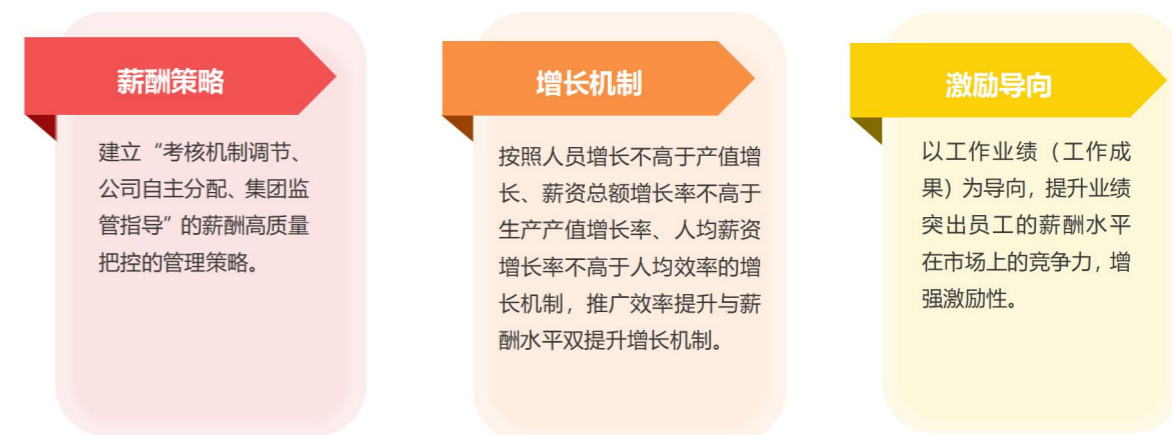 薪酬策略
建立“考核机制调节、
公司自主分配、集团监
管指导”的薪酬高质量
把控的管理策略。
增长机制
按照人员增长不高于产值增
长、薪资总额增长率不高于
生产产值增长率、人均薪资
增长率不高于人均效率的增
长机制，推广效率提升与薪
酬水平双提升增长机制。
激励导向
以工作业绩（工作成
果）为导向，提升业绩
突出员工的薪酬水平
在市场上的竞争力，增
强激励性。